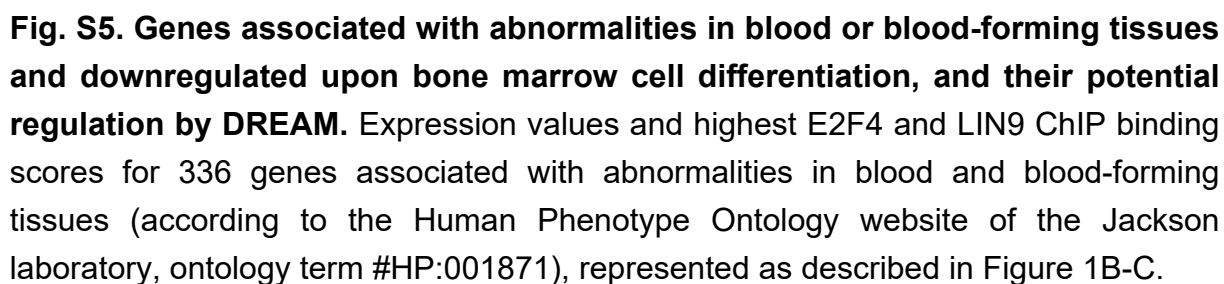 Fig. S5. Genes associated with abnormalities in blood or blood-forming tissues
and downregulated upon bone marrow cell differentiation, and their potential
regulation by DREAM. Expression values and highest E2F4 and LIN9 ChIP binding
scores for 336 genes associated with abnormalities in blood and blood-forming
tissues (according to the Human Phenotype Ontology website of the Jackson
laboratory, ontology term #HP:001871), represented as described in Figure 1B-C.